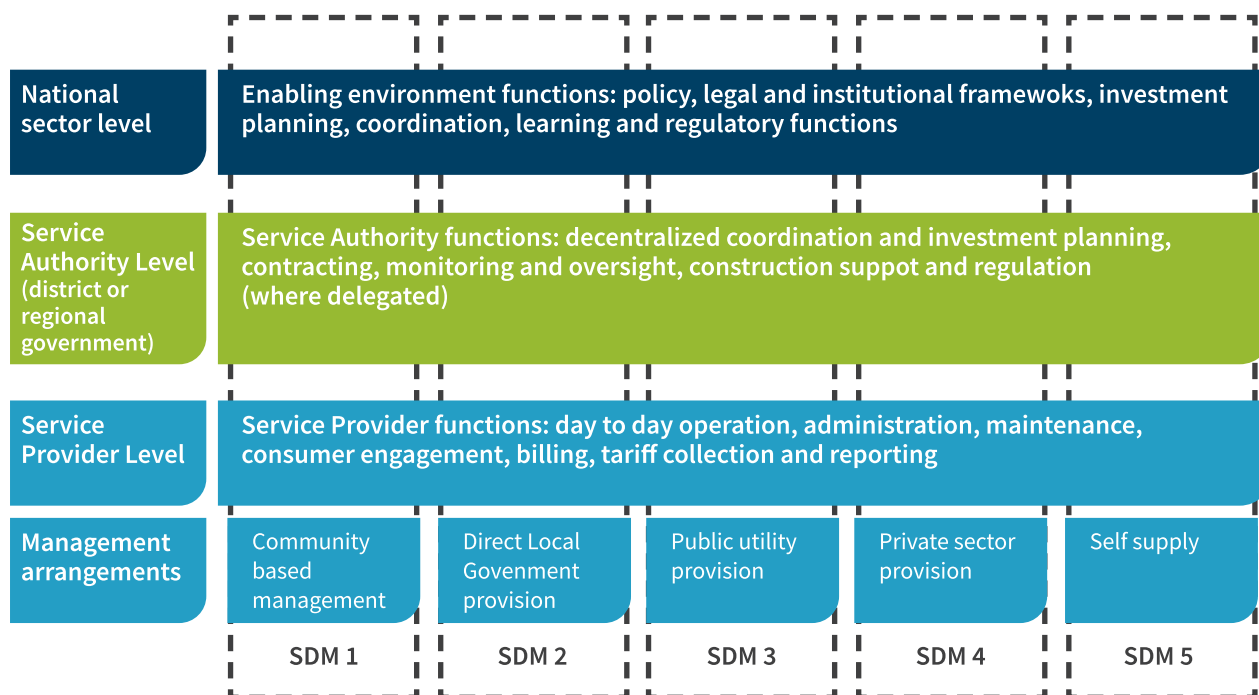 National
sector level
Enabling environment functions: policy, legal and institutional framewoks, investment
planning, coordination, learning and regulatory functions
Service
Authority Level
(district or
regional
government)
Service Authority functions: decentralized coordination and investment planning,
contracting, monitoring and oversight, construction suppot and regulation
(where delegated)
Service
Provider Level
Service Provider functions: day to day operation, administration, maintenance,
consumer engagement, billing, tariff collection and reporting
Management
arrangements
Community
based
management
Direct Local
Govenment
provision
Public utility
provision
Private sector
provision
Self supply
SDM 1
SDM 2
SDM 3
SDM 4
SDM 5